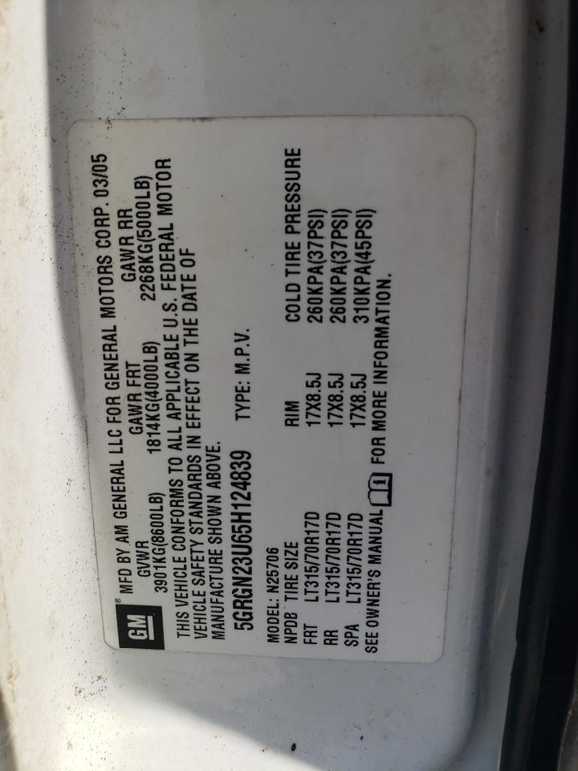 GM® MFD BY AM GENERAL LLC FOR GENERAL MOTORS CORP. 03/05
GVWR GAWR FRT GAWR RR
3901KG(8600LB) 1814KG(4000LB) 2268KG(5000LB)
THIS VEHICLE CONFORMS TO ALL APPLICABLE U.S. FEDERAL MOTOR
VEHICLE SAFETY STANDARDS IN EFFECT ON THE DATE OF
MANUFACTURE SHOWN ABOVE.
5GRGN23U65H124839 TYPE: M.P.V.
MODEL: N25706
NPDB TIRE SIZE RIM COLD TIRE PRESSURE
FRT LT315/70R17D 17X8.5J 260KPA(37PSI)
RR LT315/70R17D 17X8.5J 260KPA(37PSI)
SPA LT315/70R17D 17X8.5J 310KPA(45PSI)
SEE OWNER'S MANUAL FOR MORE INFORMATION.